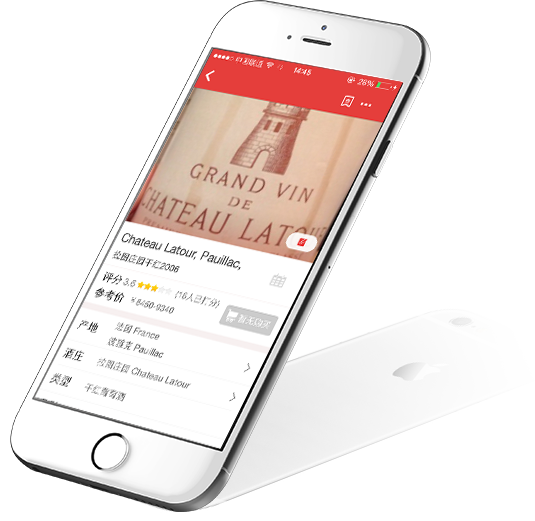 中国联通
14:45
28%
GRAND VIN
DE
CHATEAU LATOUR
Chateau Latour, Pauillac,
拉图庄园干红2006
评分 3.6 (16人已评分)
参考价 ¥6460-9340
暂无购买
产地 法国 France
波雅克 Pauillac
酒庄 拉图庄园 Chateau Latour
类型 干红葡萄酒